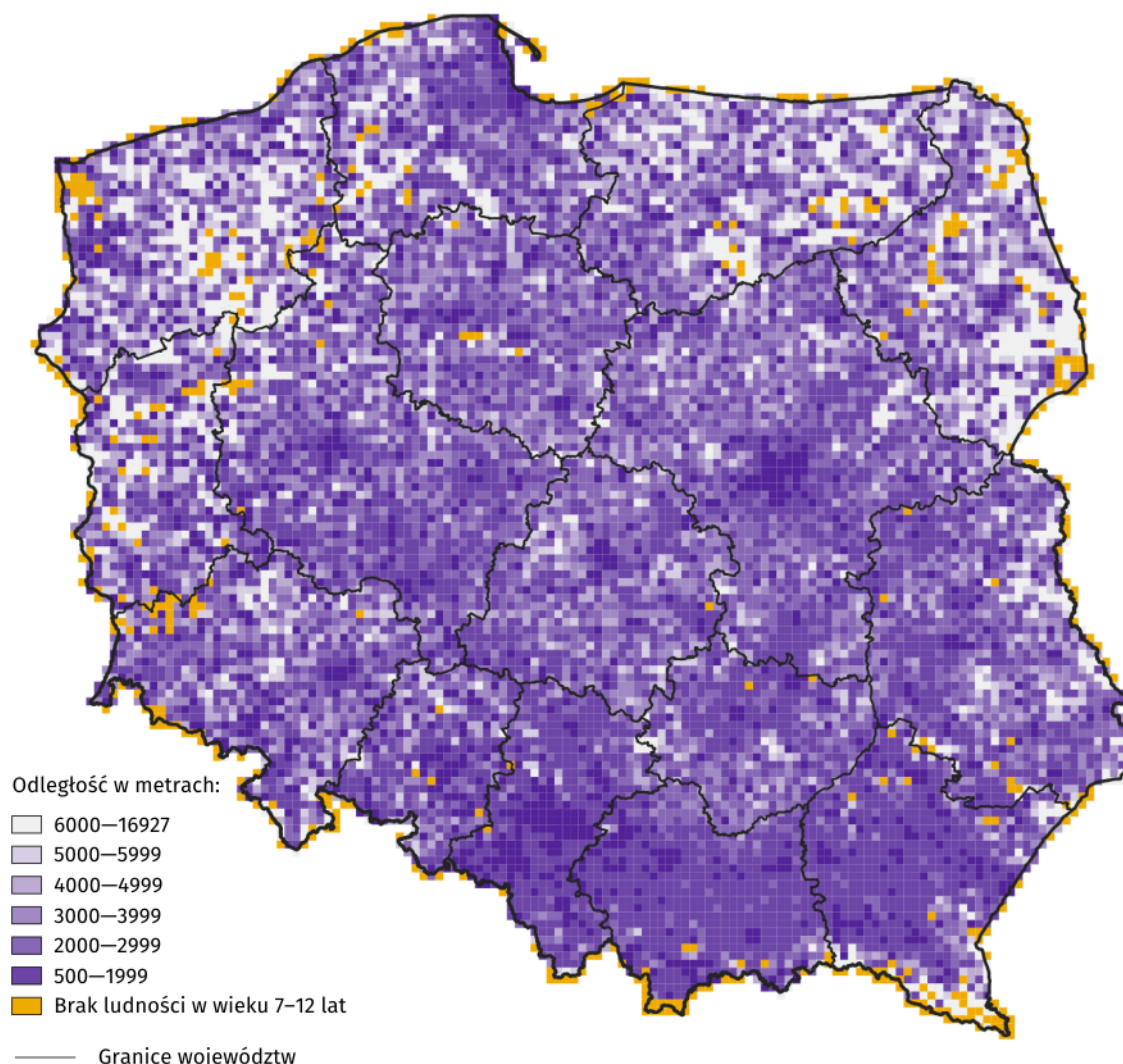 Odległość w metrach:
6000—16927
5000—5999
4000—4999
3000—3999
2000—2999
500—1999
Brak ludności w wieku 7–12 lat
Granice województw